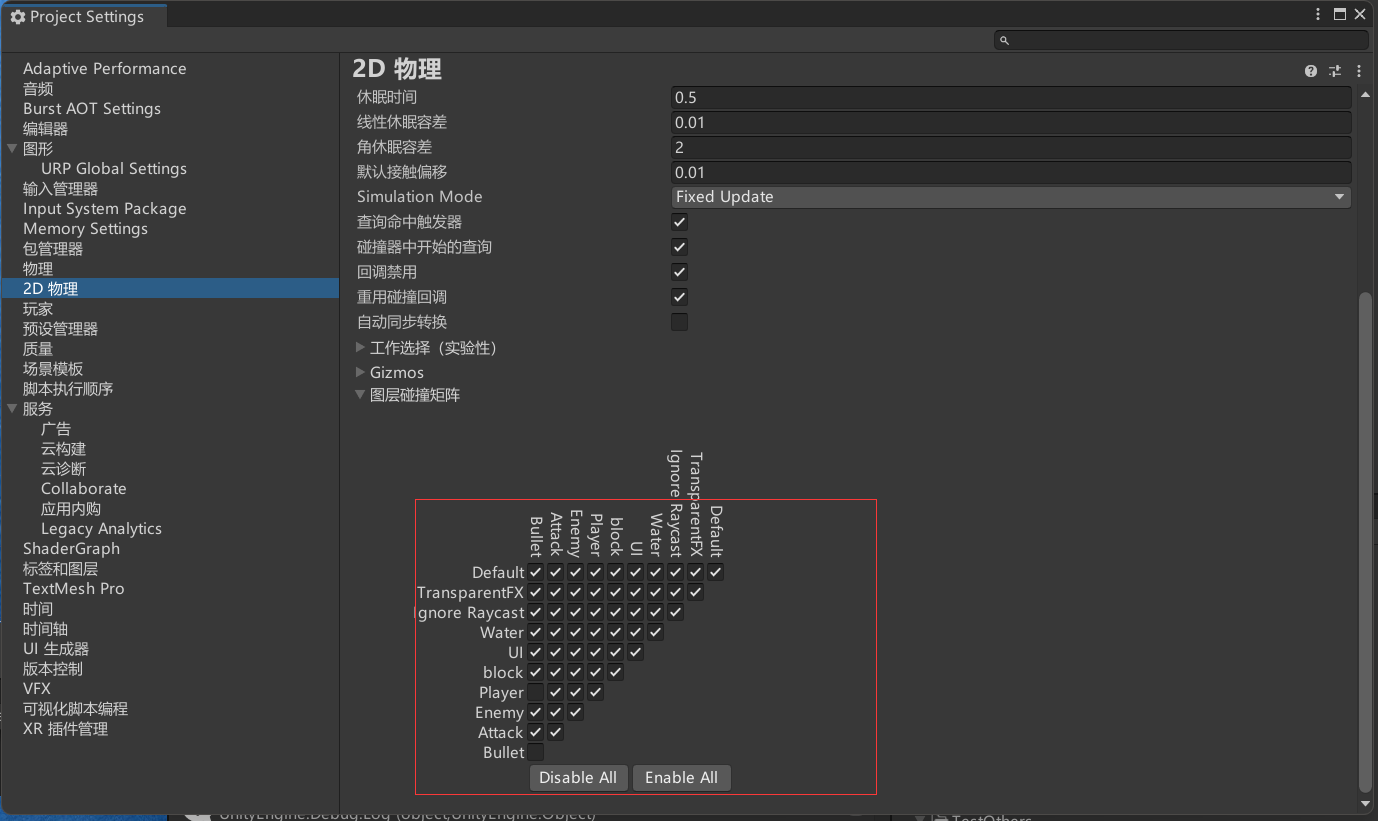 Project Settings
Adaptive Performance
音频
Burst AOT Settings
编辑器
图形
URP Global Settings
输入管理器
Input System Package
Memory Settings
包管理器
物理
2D 物理
玩家
预设管理器
质量
场景模板
脚本执行顺序
服务
广告
云构建
云诊断
Collaborate
应用内购
Legacy Analytics
ShaderGraph
标签和图层
TextMesh Pro
时间
时间轴
UI 生成器
版本控制
VFX
可视化脚本编程
XR 插件管理
2D 物理
休眠时间 0.5
线性休眠容差 0.01
角休眠容差 2
默认接触偏移 0.01
Simulation Mode Fixed Update
查询命中触发器
碰撞器中开始的查询
回调禁用
重用碰撞回调
自动同步转换
工作选择（实验性）
Gizmos
图层碰撞矩阵
Bullet
Attack
Enemy
Player
block
UI
Water
Ignore Raycast
TransparentFX
Default
Default
TransparentFX
Ignore Raycast
Water
UI
block
Player
Enemy
Attack
Bullet
Disable All Enable All
UnityEngine.Debug:Log (object,UnityEngine.Object)
TestOthers